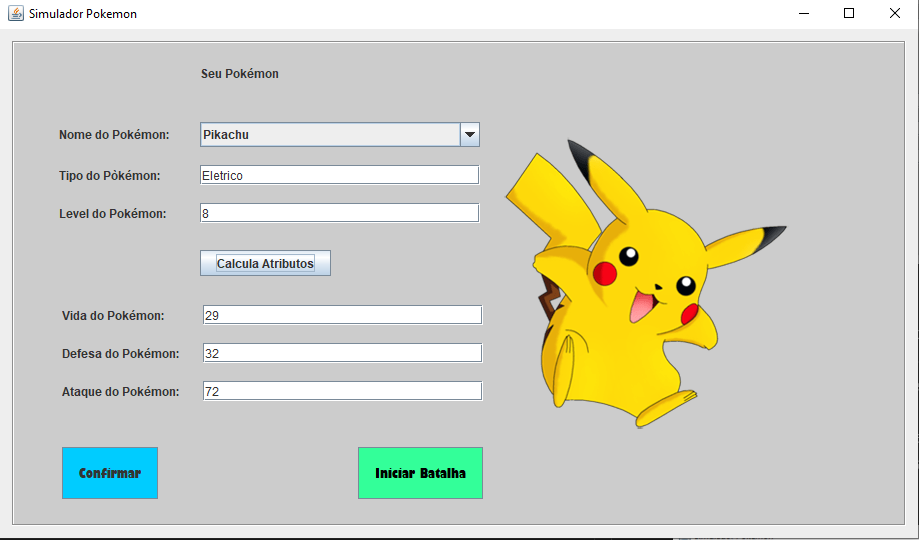 Simulador Pokemon
Seu Pokémon
Nome do Pokémon: Pikachu
Tipo do Pòkémon: Eletrico
Level do Pokémon: 8
Calcula Atributos
Vida do Pokémon: 29
Defesa do Pokémon: 32
Ataque do Pokémon: 72
Confirmar Iniciar Batalha